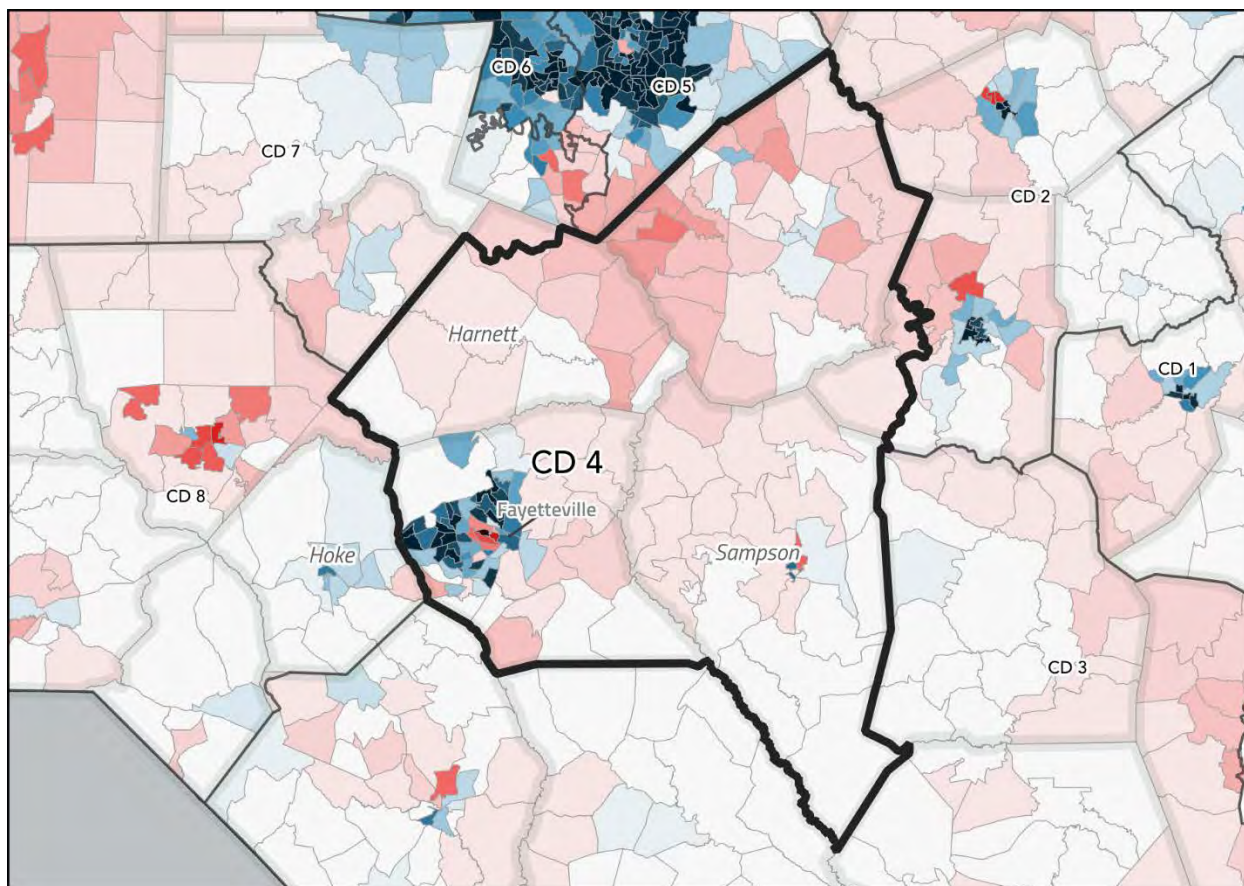 CD 6
CD 5
CD 7
CD 2
Harnett
CD 1
CD 4
CD 8
Fayetteville
Hoke
Sampson
CD 3